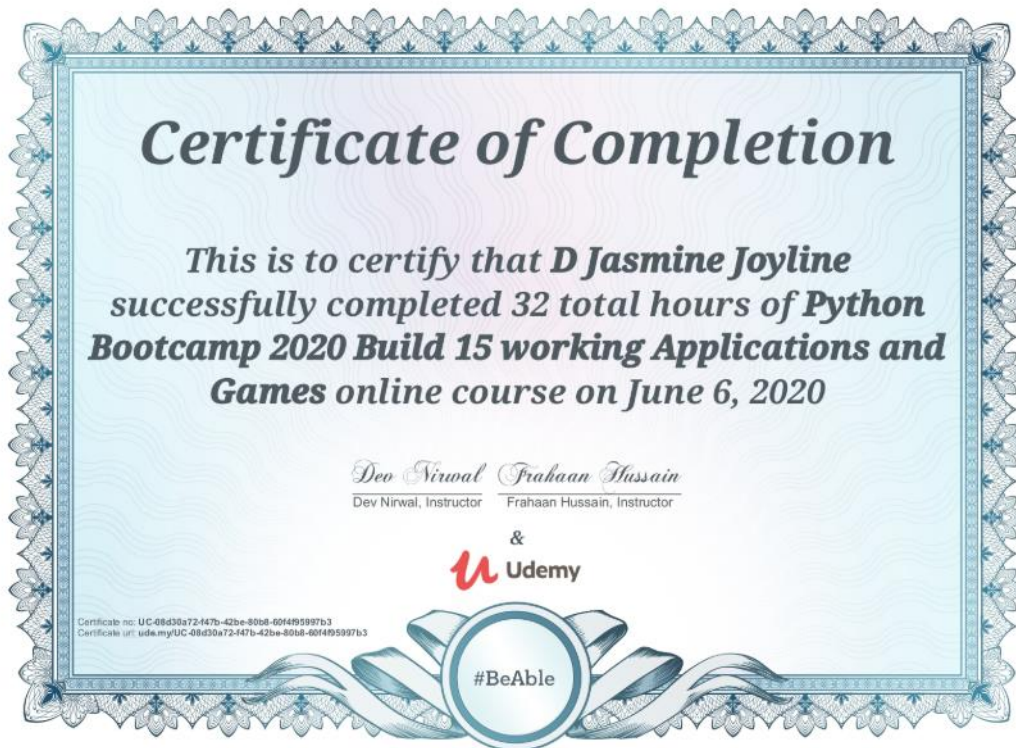 Certificate of Completion
This is to certify that D Jasmine Joyline
successfully completed 32 total hours of Python
Bootcamp 2020 Build 15 working Applications and
Games online course on June 6, 2020
Dev Nirwal Frahaan Hussain
Dev Nirwal, Instructor Frahaan Hussain, Instructor
&
Udemy
Certificate no: UC-08d30a72-f47b-42be-80b8-60f4f95997b3
Certificate url: ude.my/UC-08d30a72-f47b-42be-80b8-60f4f95997b3
#BeAble